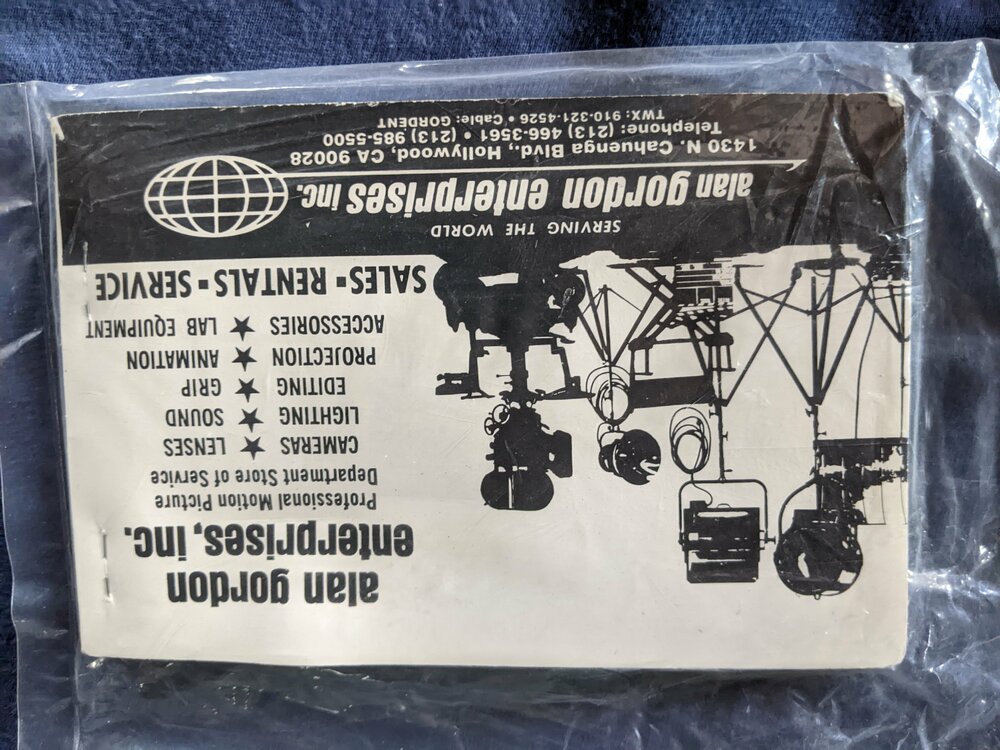 alan gordon
enterprises, inc.
Professional Motion Picture
Department Store of Service
CAMERAS ★ LENSES
LIGHTING ★ SOUND
EDITING ★ GRIP
PROJECTION ★ ANIMATION
ACCESSORIES ★ LAB EQUIPMENT
SALES ▪ RENTALS ▪ SERVICE
SERVING THE WORLD
alan gordon enterprises inc.
1430 N. Cahuenga Blvd., Hollywood, CA 90028
Telephone: (213) 466-3561 • (213) 985-5500
TWX: 910-321-4526 • Cable: GORDENT